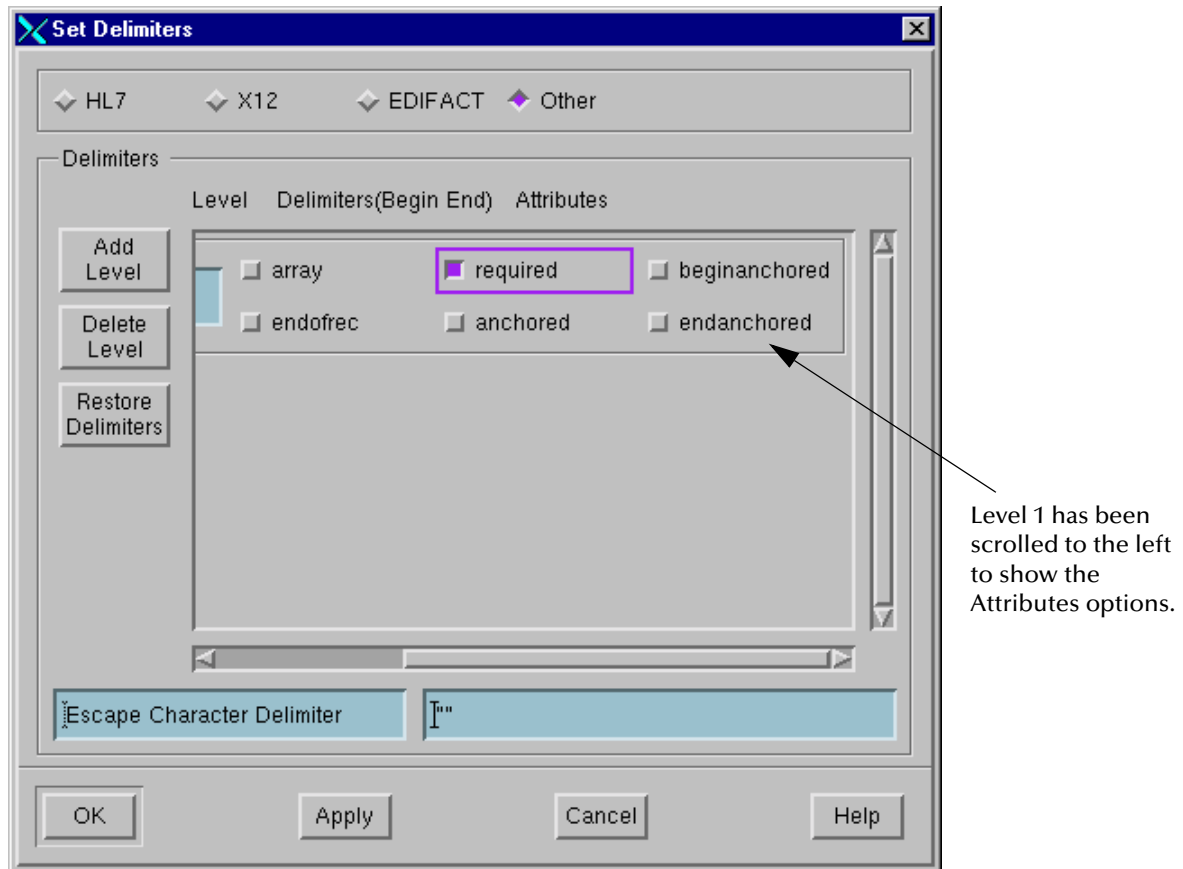 Set Delimiters
HL7 X12 EDIFACT Other
Delimiters
Level Delimiters(Begin End) Attributes
Add
Level
Delete
Level
Restore
Delimiters
array required beginanchored
endofrec anchored endanchored
Level 1 has been
scrolled to the left
to show the
Attributes options.
Escape Character Delimiter ""
OK Apply Cancel Help